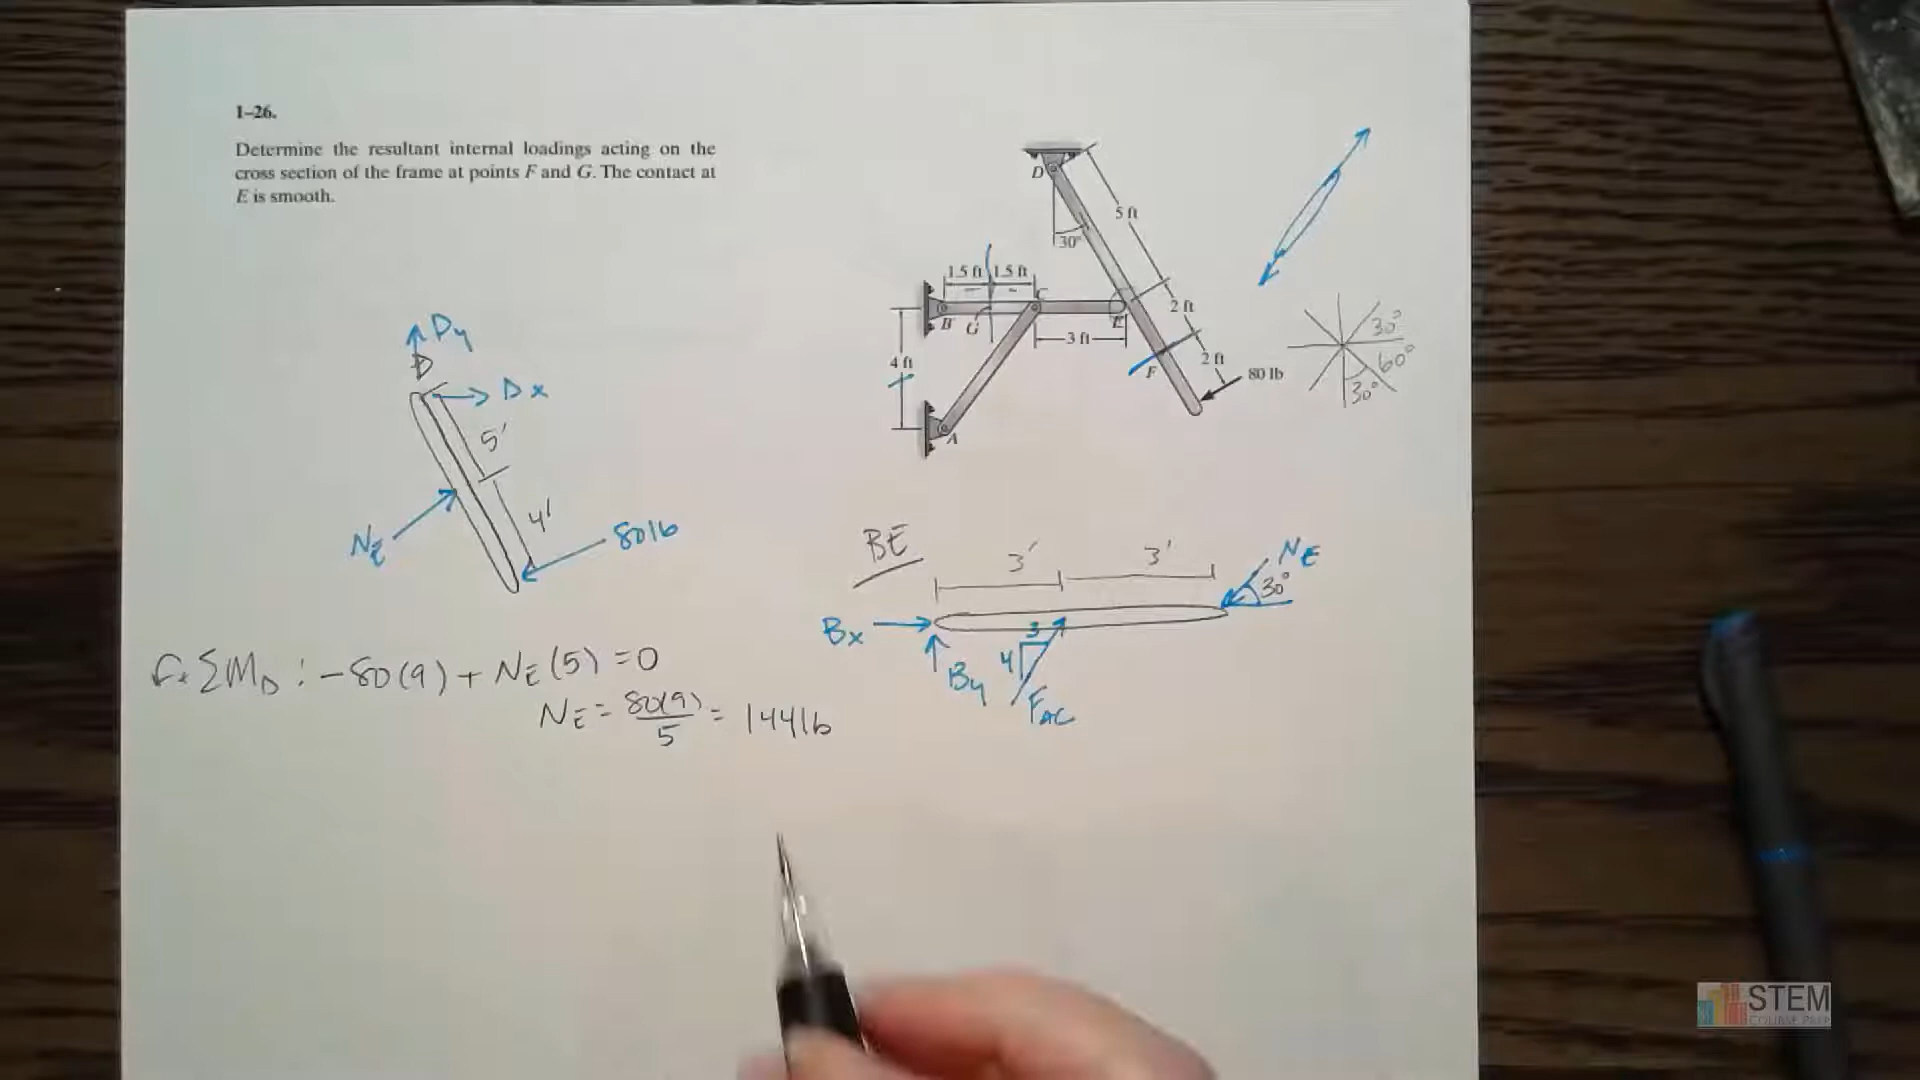 1–26.
Determine the resultant internal loadings acting on the
cross section of the frame at points F and G. The contact at
E is smooth.
D
5 ft
30°
1.5 ft 1.5 ft
B
G
C
E
2 ft
3 ft
4 ft
F
2 ft
80 lb
A
30°
60°
30°
Dy
D
Dx
5'
4'
NE
80lb
BE
3' 3'
NE
30°
Bx
By
3
4
FAC
+ΣMD: -80(9) + NE(5) = 0
NE = 80(9)/5 = 144lb
STEM
COURSE PREP